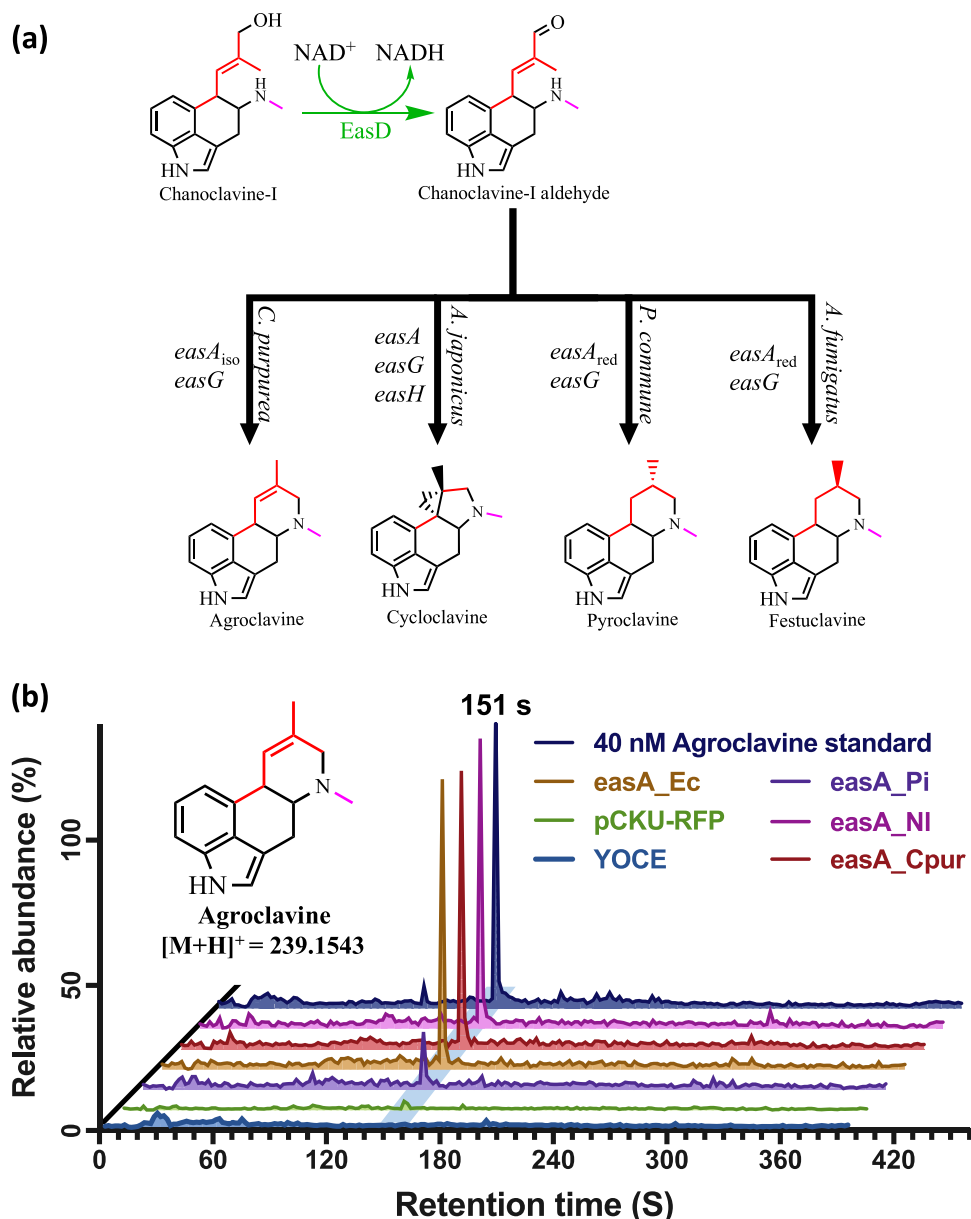 (a)
OH
H
N
NAD+
NADH
EasD
O
H
N
HN
HN
Chanoclavine-I
Chanoclavine-I aldehyde
easAiso
easG
C. purpurea
easA
easG
easH
A. japonicus
easAred
easG
P. commune
easAred
easG
A. fumigatus
N
N
N
N
HN
HN
HN
HN
Agroclavine
Cycloclavine
Pyroclavine
Festuclavine
(b)
151 s
40 nM Agroclavine standard
easA_Ec
easA_Pi
pCKU-RFP
easA_NI
YOCE
easA_Cpur
N
HN
Agroclavine
[M+H]+ = 239.1543
Relative abundance (%)
100
50
0
0
60
120
180
240
300
360
420
Retention time (S)